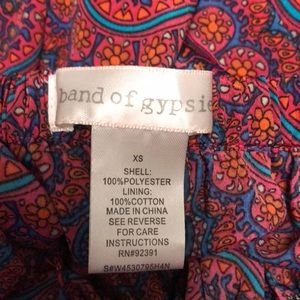 band of gypsie
XS
SHELL:
100%POLYESTER
LINING:
100%COTTON
MADE IN CHINA
SEE REVERSE
FOR CARE
INSTRUCTIONS
RN#92391
S#W4530795H4N